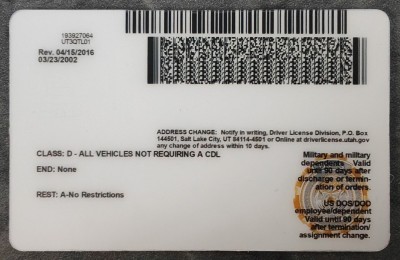 193927064
UT3QTL01
Rev. 04/15/2016
03/23/2002
ADDRESS CHANGE: Notify in writing, Driver License Division, P.O. Box
144501, Salt Lake City, UT 84114-4501 or Online at driverlicense.utah.gov
any change of address within 10 days.
CLASS: D - ALL VEHICLES NOT REQUIRING A CDL
END: None
REST: A-No Restrictions
Military and military
dependents Valid
until 90 days after
discharge or termin-
ation of orders.
US DOS/DOD
employee/dependent
Valid until 90 days
after termination/
assignment change.